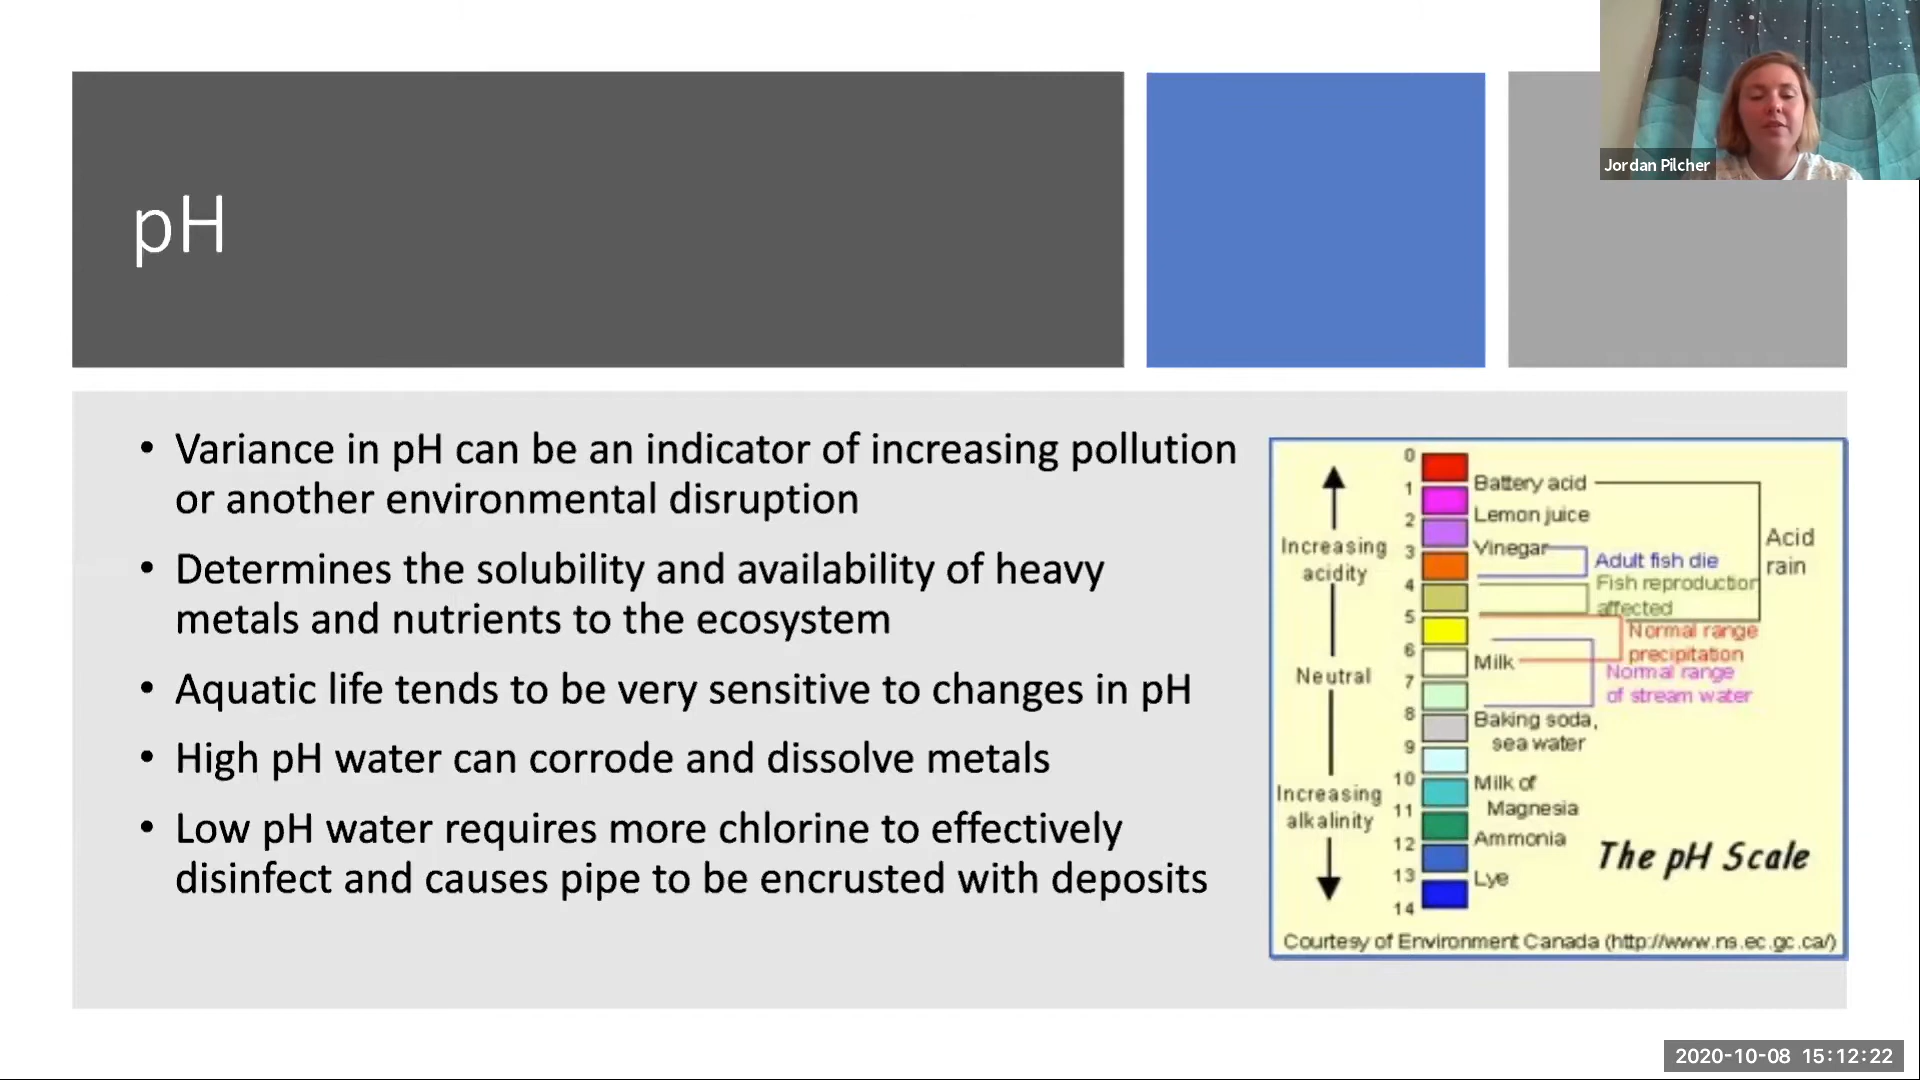 Jordan Pilcher
pH
• Variance in pH can be an indicator of increasing pollution
or another environmental disruption
• Determines the solubility and availability of heavy
metals and nutrients to the ecosystem
• Aquatic life tends to be very sensitive to changes in pH
• High pH water can corrode and dissolve metals
• Low pH water requires more chlorine to effectively
disinfect and causes pipe to be encrusted with deposits
0
1
2
3
4
5
6
7
8
9
10
11
12
13
14
Increasing
acidity
Neutral
Increasing
alkalinity
Battery acid
Lemon juice
Vinegar
Milk
Baking soda,
sea water
Milk of
Magnesia
Ammonia
Lye
Adult fish die
Fish reproduction
affected
Normal range
precipitation
Normal range
of stream water
Acid
rain
The pH Scale
Courtesy of Environment Canada (http://www.ns.ec.gc.ca/)
2020-10-08 15:12:22